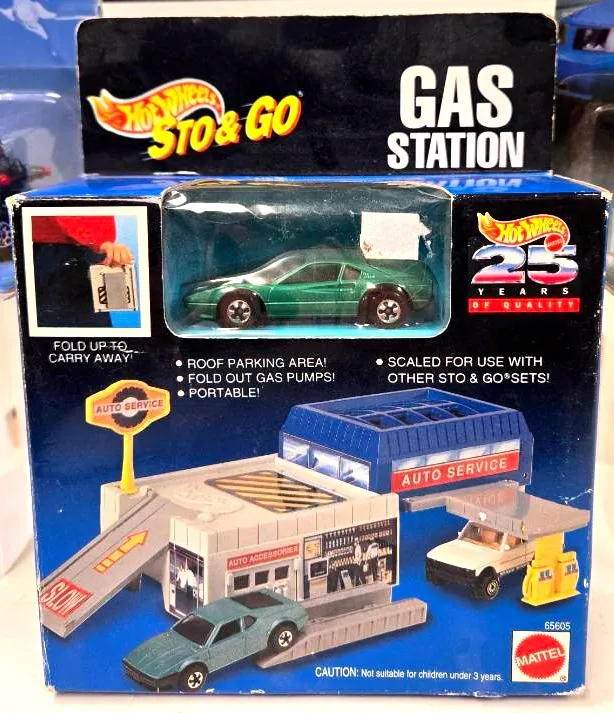 Hot Wheels
STO & GO
GAS
STATION
Hot Wheels
25
YEARS
OF QUALITY
FOLD UP TO
CARRY AWAY!
• ROOF PARKING AREA!
• FOLD OUT GAS PUMPS!
• PORTABLE!
• SCALED FOR USE WITH
OTHER STO & GO® SETS!
AUTO SERVICE
AUTO SERVICE
AUTO ACCESSORIES
SLOW
65605
MATTEL
®
CAUTION: Not suitable for children under 3 years.